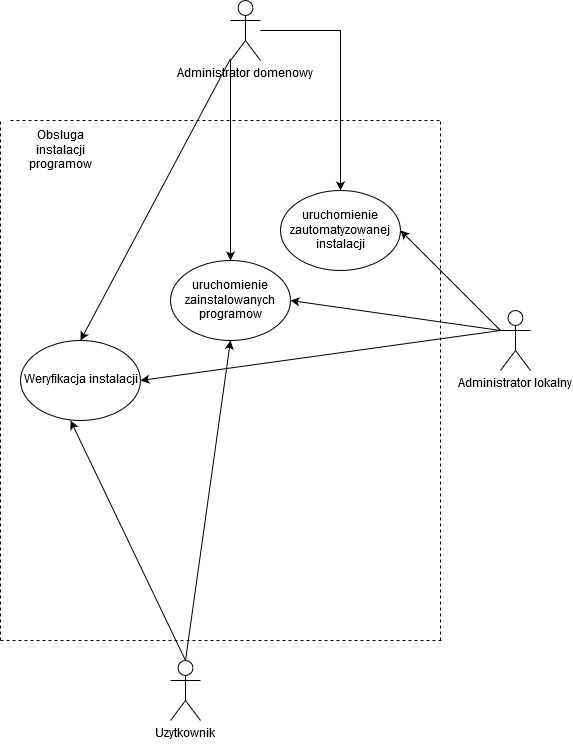 Administrator domenowy
Obsluga
instalacji
programow
uruchomienie
zautomatyzowanej
instalacji
uruchomienie
zainstalowanych
programow
Weryfikacja instalacji
Administrator lokalny
Uzytkownik